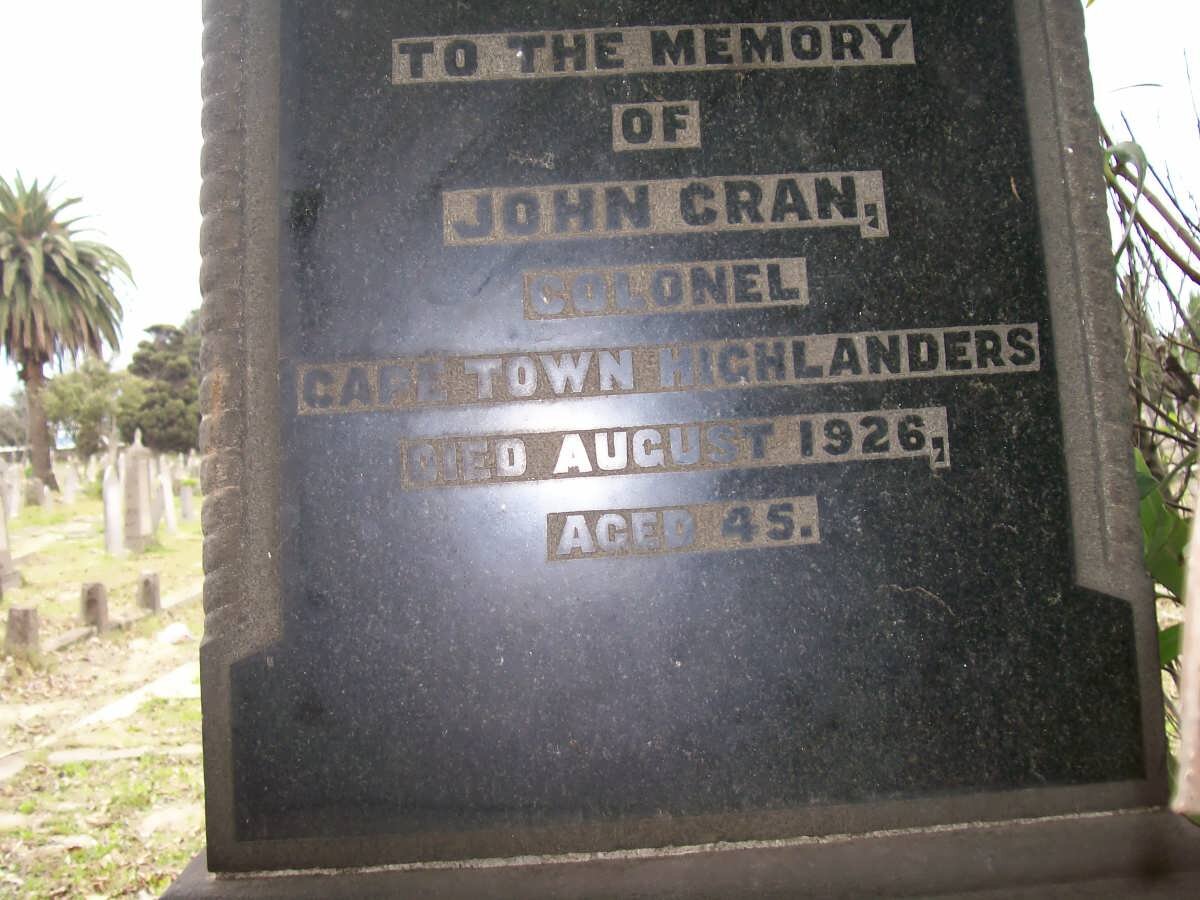 TO THE MEMORY
OF
JOHN CRAN,
COLONEL
CAPE TOWN HIGHLANDERS
DIED AUGUST 1926,
AGED 45.